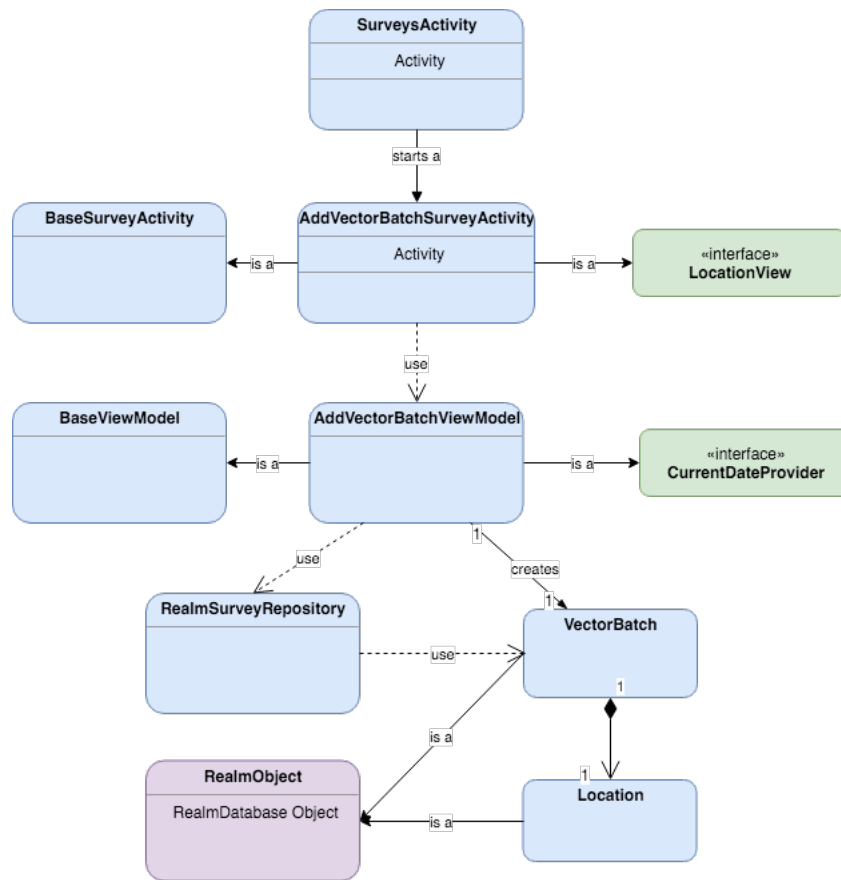 SurveysActivity
Activity
starts a
BaseSurveyActivity
AddVectorBatchSurveyActivity
Activity
«interface»
LocationView
is a
is a
use
BaseViewModel
AddVectorBatchViewModel
«interface»
CurrentDateProvider
is a
is a
1
use
creates
1
RealmSurveyRepository
VectorBatch
use
1
is a
RealmObject
RealmDatabase Object
1
Location
is a